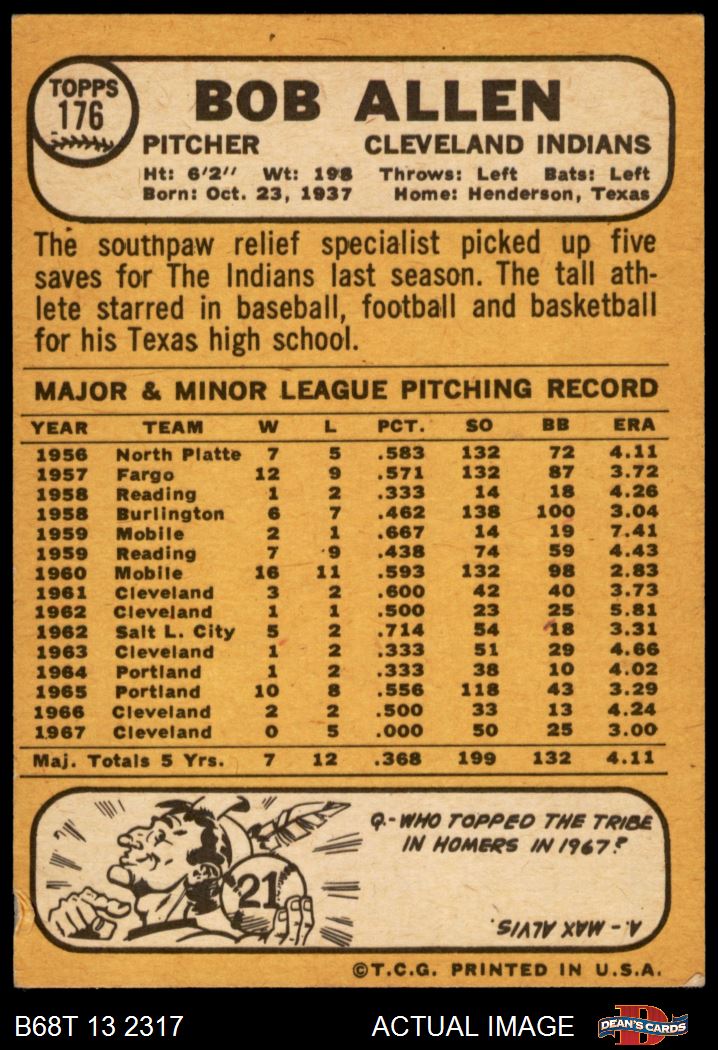 TOPPS
176
BOB ALLEN
PITCHER CLEVELAND INDIANS
Ht: 6'2'' Wt: 198 Throws: Left Bats: Left
Born: Oct. 23, 1937 Home: Henderson, Texas
The southpaw relief specialist picked up five
saves for The Indians last season. The tall ath-
lete starred in baseball, football and basketball
for his Texas high school.
MAJOR & MINOR LEAGUE PITCHING RECORD
YEAR TEAM W L PCT. SO BB ERA
1956 North Platte 7 5 .583 132 72 4.11
1957 Fargo 12 9 .571 132 87 3.72
1958 Reading 1 2 .333 14 18 4.26
1958 Burlington 6 7 .462 138 100 3.04
1959 Mobile 2 1 .667 14 19 7.41
1959 Reading 7 9 .438 74 59 4.43
1960 Mobile 16 11 .593 132 98 2.83
1961 Cleveland 3 2 .600 42 40 3.73
1962 Cleveland 1 1 .500 23 25 5.81
1962 Salt L. City 5 2 .714 54 18 3.31
1963 Cleveland 1 2 .333 51 29 4.66
1964 Portland 1 2 .333 38 10 4.02
1965 Portland 10 8 .556 118 43 3.29
1966 Cleveland 2 2 .500 33 13 4.24
1967 Cleveland 0 5 .000 50 25 3.00
Maj. Totals 5 Yrs. 7 12 .368 199 132 4.11
Q.-WHO TOPPED THE TRIBE
IN HOMERS IN 1967?
21
A. - MAX ALVIS.
©T.C.G. PRINTED IN U.S.A.
B68T 13 2317 ACTUAL IMAGE DEAN'S CARDS